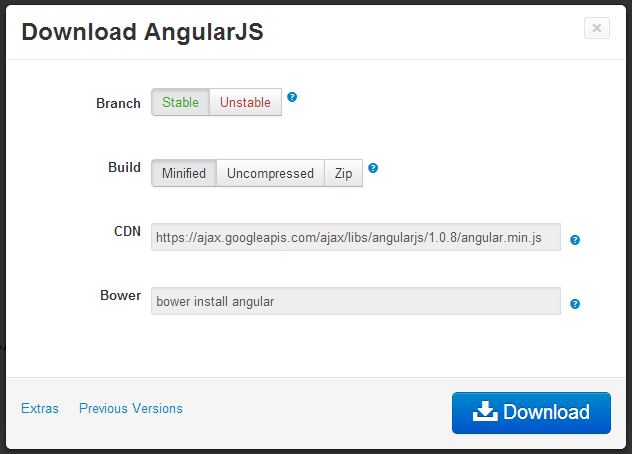 Download AngularJS
×
Branch Stable Unstable ?
Build Minified Uncompressed Zip ?
CDN https://ajax.googleapis.com/ajax/libs/angularjs/1.0.8/angular.min.js ?
Bower bower install angular ?
Extras Previous Versions Download